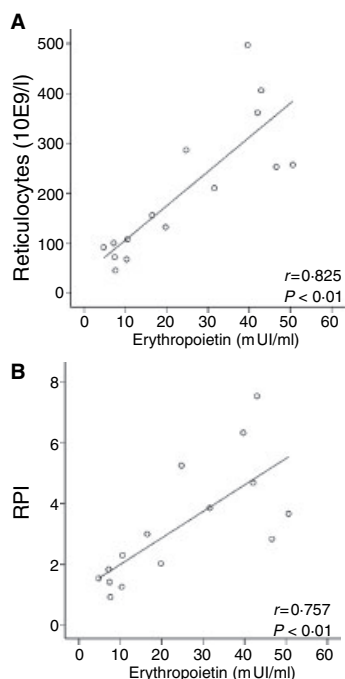 A
500
400
300
200
100
0
Reticulocytes (10E9/l)
r=0·825
P < 0·01
0 10 20 30 40 50 60
Erythropoietin (mUI/ml)
B
8
6
4
2
0
RPI
r=0·757
P < 0·01
0 10 20 30 40 50 60
Erythropoietin (mUI/ml)